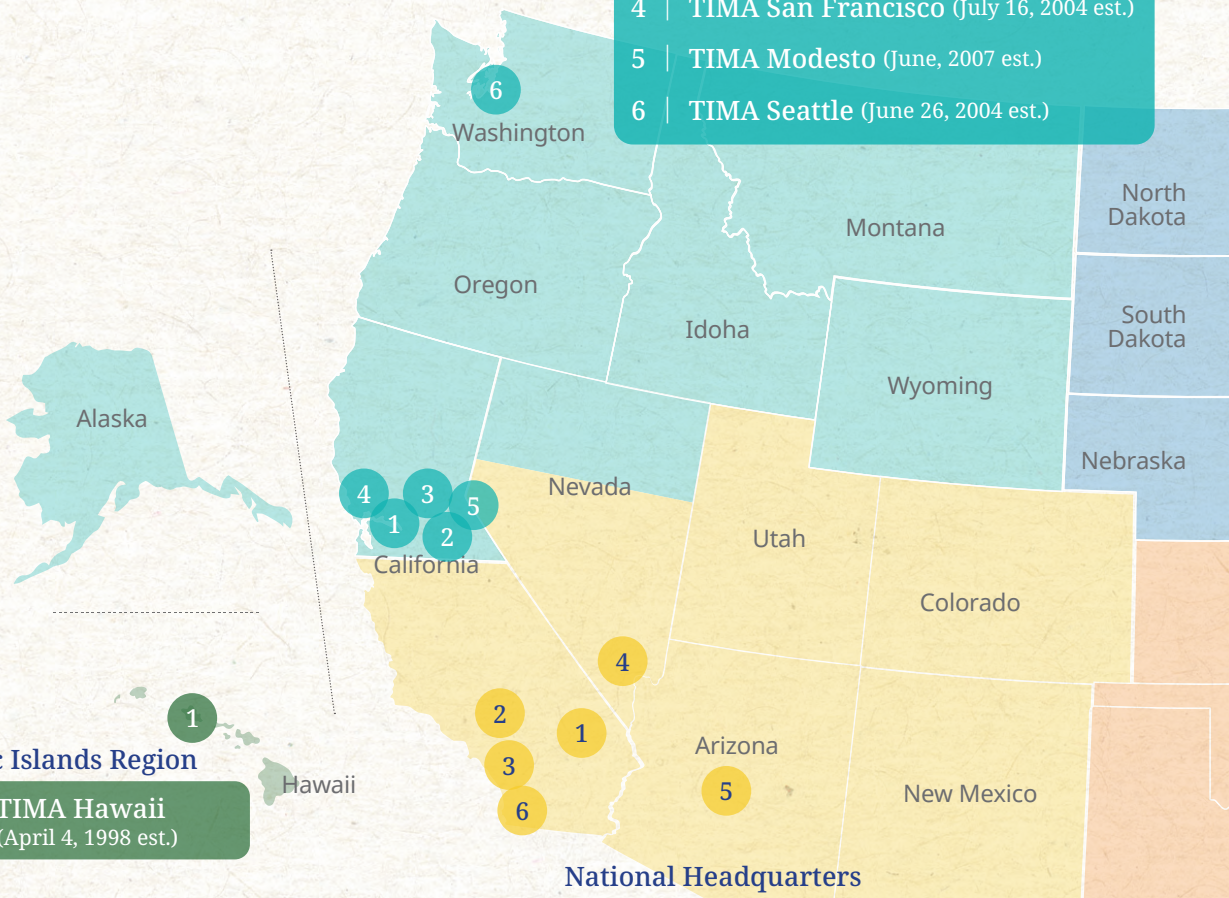 4 | TIMA San Francisco (July 16, 2004 est.)
5 | TIMA Modesto (June, 2007 est.)
6 | TIMA Seattle (June 26, 2004 est.)
6
Washington
North
Dakota
Montana
Oregon
South
Dakota
Idoha
Wyoming
Alaska
Nebraska
Nevada
4
3
5
1
2
California
Utah
Colorado
4
2
1
1
Arizona
c Islands Region
3
Hawaii
5
New Mexico
TIMA Hawaii
(April 4, 1998 est.)
6
National Headquarters